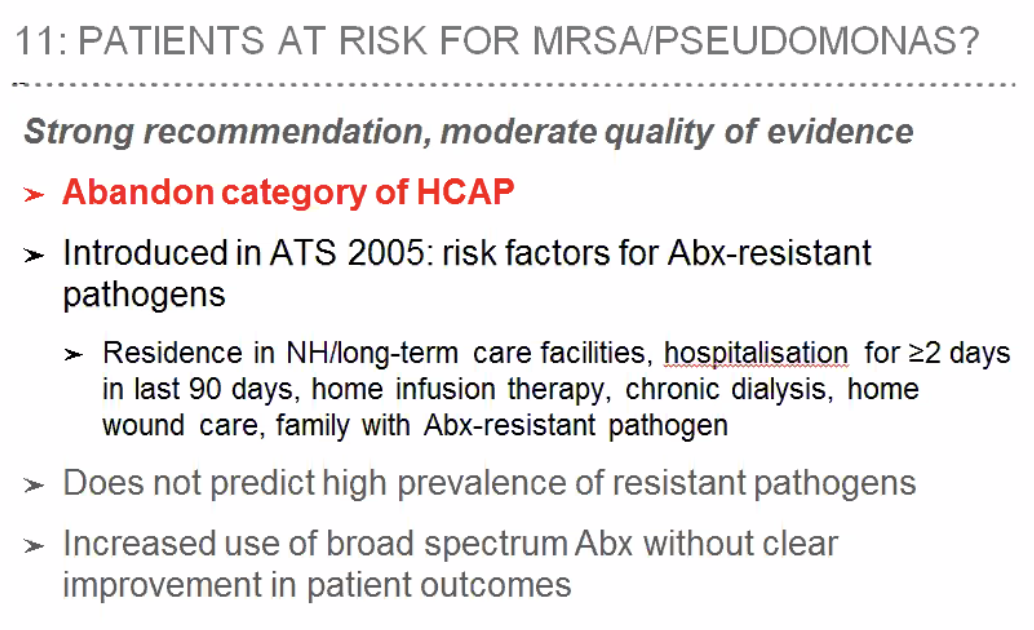 11: PATIENTS AT RISK FOR MRSA/PSEUDOMONAS?
Strong recommendation, moderate quality of evidence
➢ Abandon category of HCAP
➢ Introduced in ATS 2005: risk factors for Abx-resistant
pathogens
➢ Residence in NH/long-term care facilities, hospitalisation for ≥2 days
in last 90 days, home infusion therapy, chronic dialysis, home
wound care, family with Abx-resistant pathogen
➢ Does not predict high prevalence of resistant pathogens
➢ Increased use of broad spectrum Abx without clear
improvement in patient outcomes